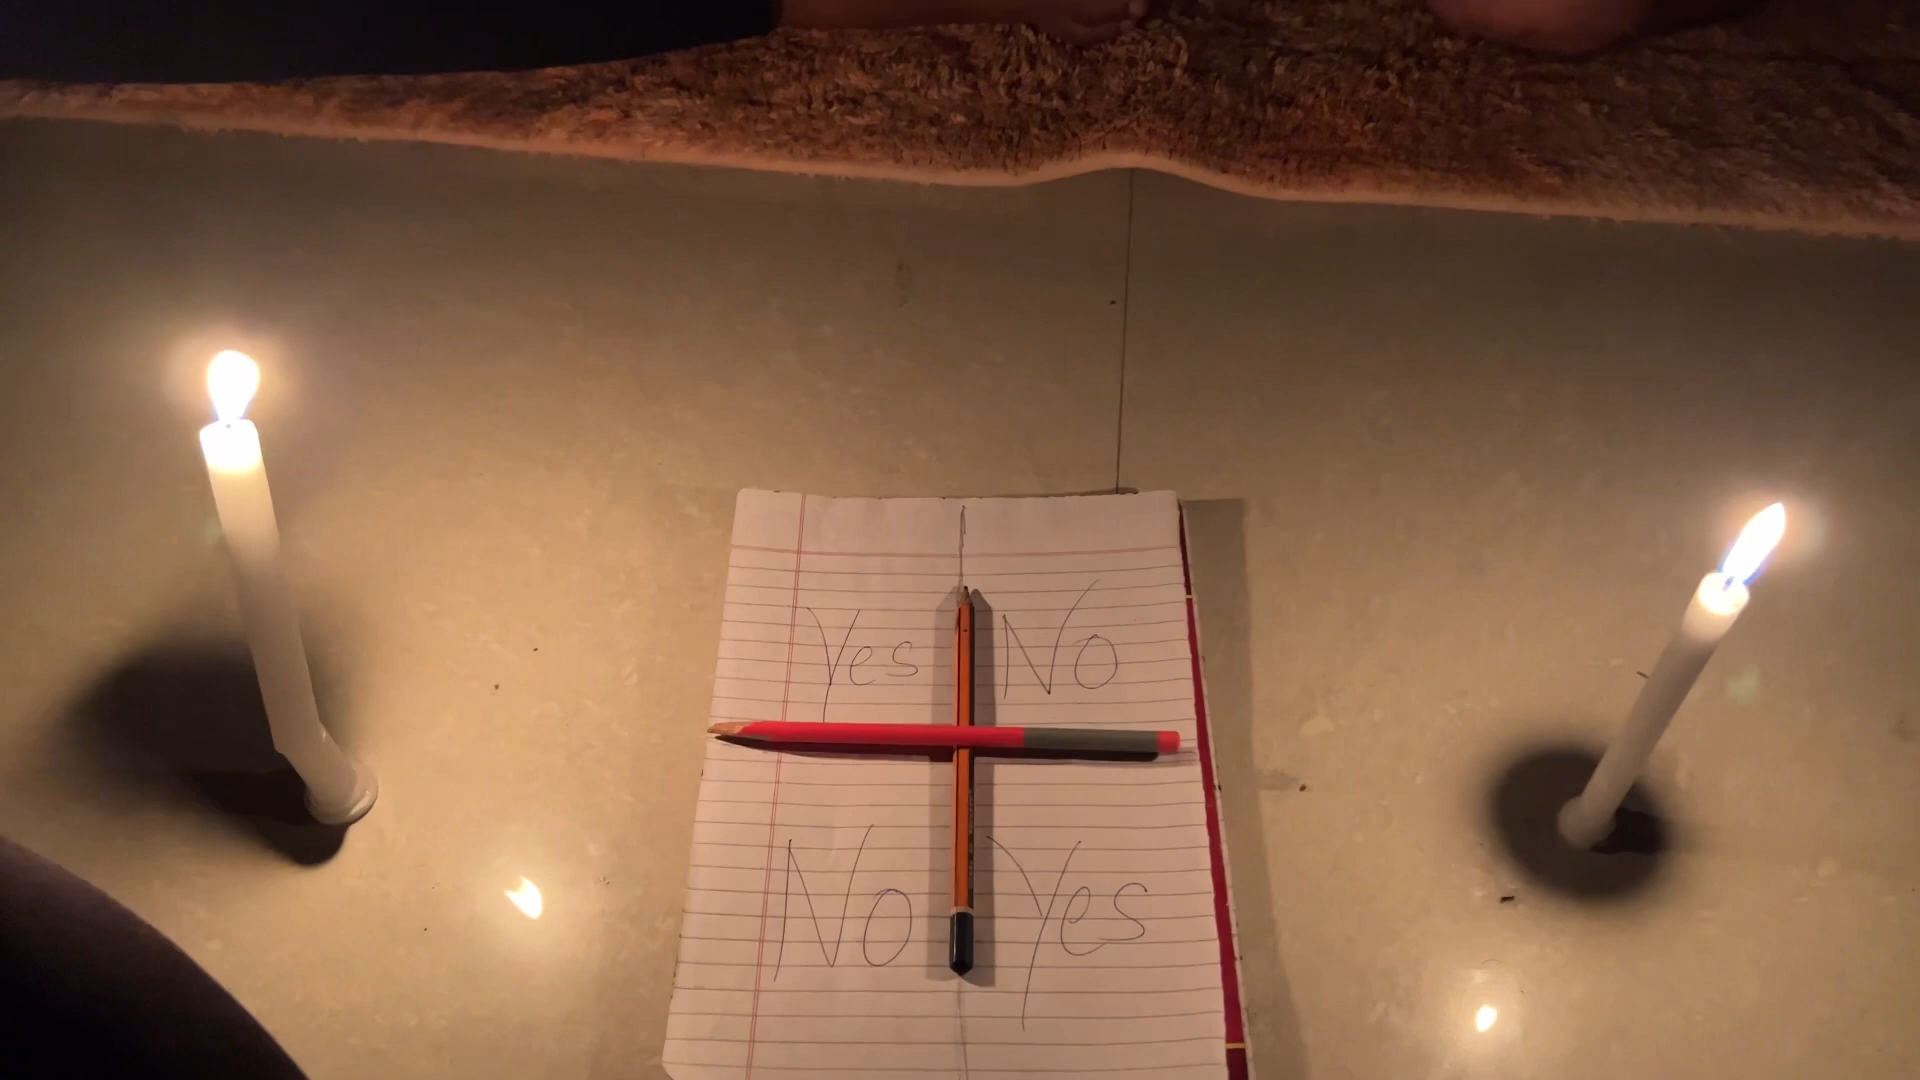 Yes No
No Yes